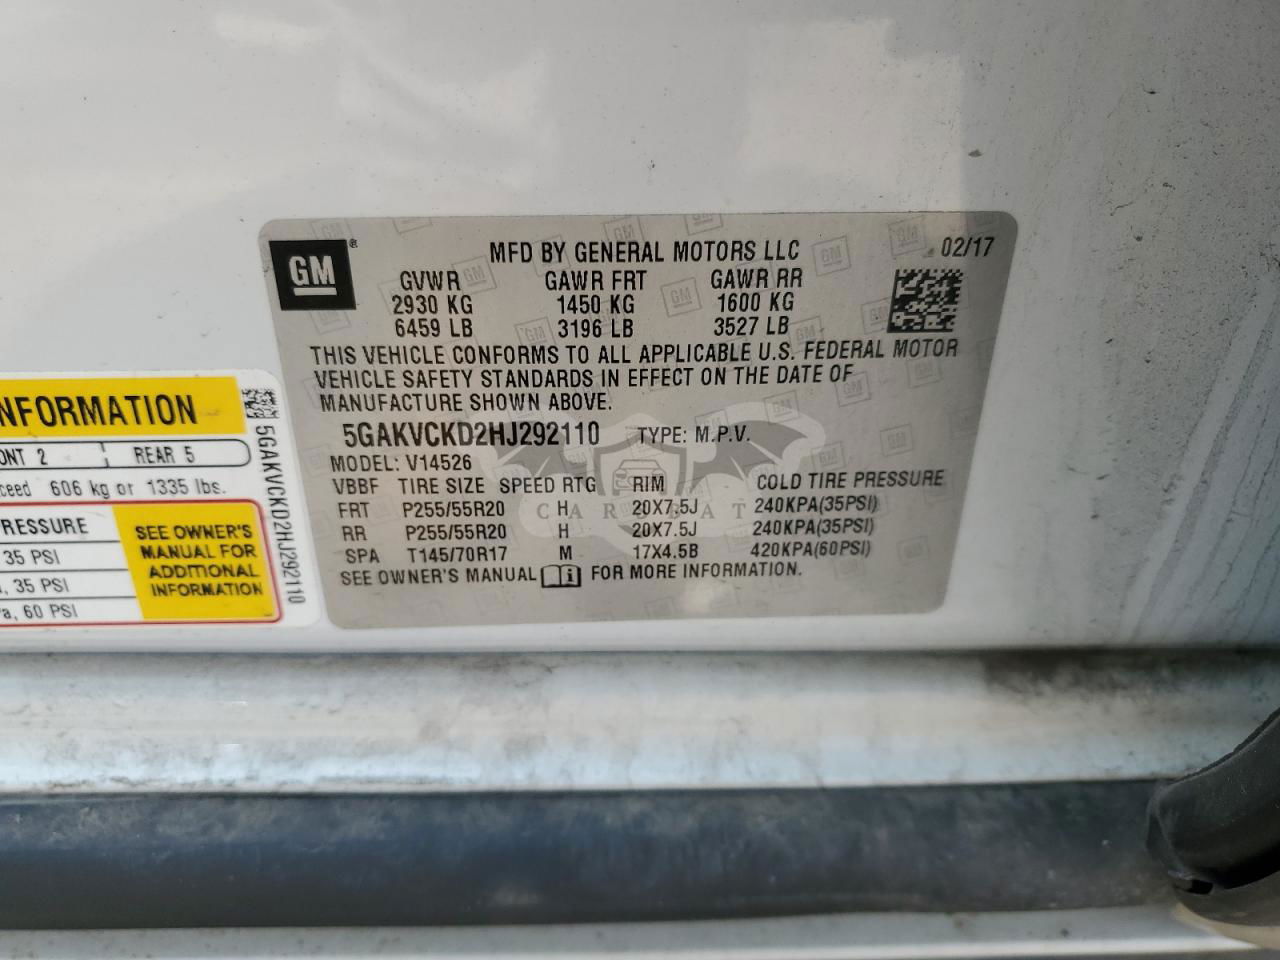 GM®
MFD BY GENERAL MOTORS LLC 02/17
GVWR GAWR FRT GAWR RR
2930 KG 1450 KG 1600 KG
6459 LB 3196 LB 3527 LB
THIS VEHICLE CONFORMS TO ALL APPLICABLE U.S. FEDERAL MOTOR
VEHICLE SAFETY STANDARDS IN EFFECT ON THE DATE OF
MANUFACTURE SHOWN ABOVE.
5GAKVCKD2HJ292110 TYPE: M.P.V.
MODEL: V14526
VBBF TIRE SIZE SPEED RTG RIM COLD TIRE PRESSURE
FRT P255/55R20 H 20X7.5J 240KPA(35PSI)
RR P255/55R20 H 20X7.5J 240KPA(35PSI)
SPA T145/70R17 M 17X4.5B 420KPA(60PSI)
SEE OWNER'S MANUAL FOR MORE INFORMATION.
NFORMATION
ONT 2 REAR 5
ceed 606 kg or 1335 lbs.
RESSURE
35 PSI
, 35 PSI
a, 60 PSI
SEE OWNER'S
MANUAL FOR
ADDITIONAL
INFORMATION
5GAKVCKD2HJ292110